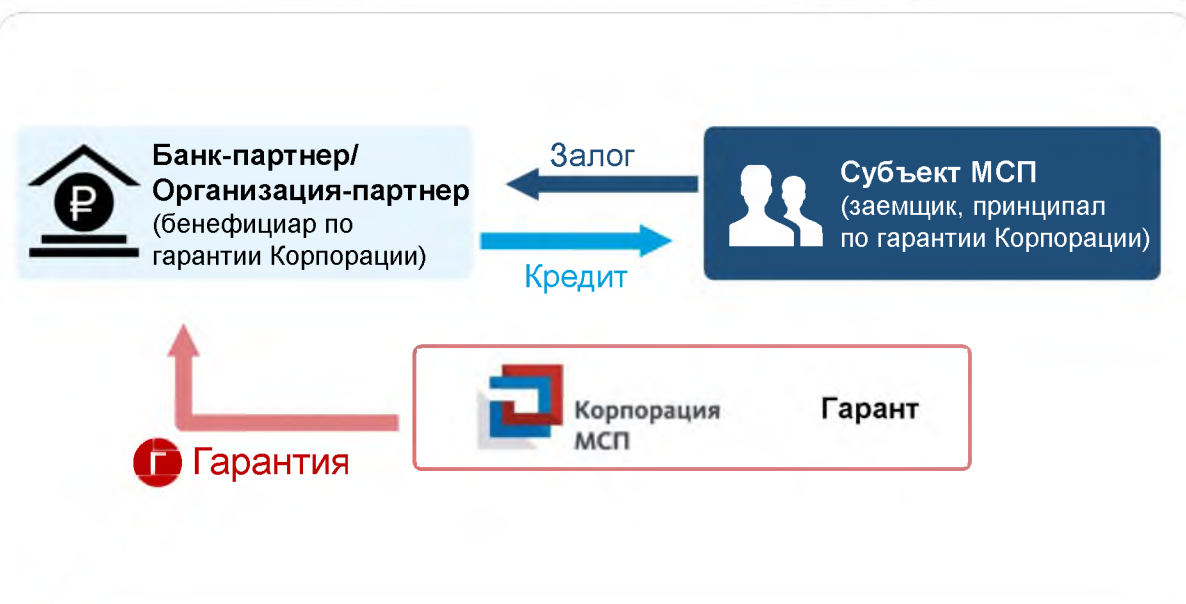 Банк-партнер/
Организация-партнер
(бенефициар по
гарантии Корпорации)
Залог
Кредит
Субъект МСП
(заемщик, принципал
по гарантии Корпорации)
Г Гарантия
Корпорация
МСП
Гарант